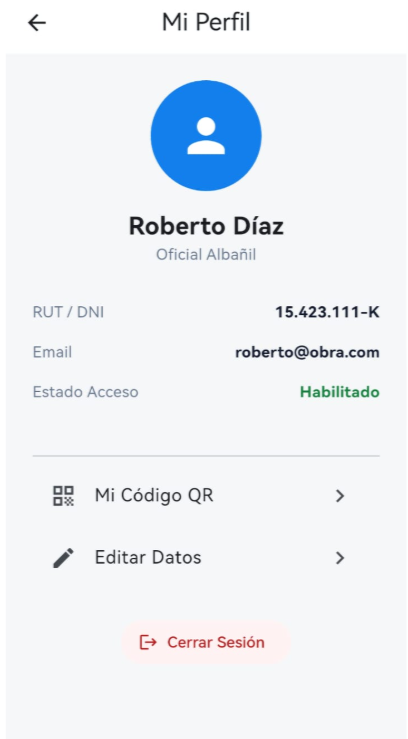 Mi Perfil
Roberto Díaz
Oficial Albañil
RUT / DNI 15.423.111-K
Email roberto@obra.com
Estado Acceso Habilitado
Mi Código QR
Editar Datos
Cerrar Sesión